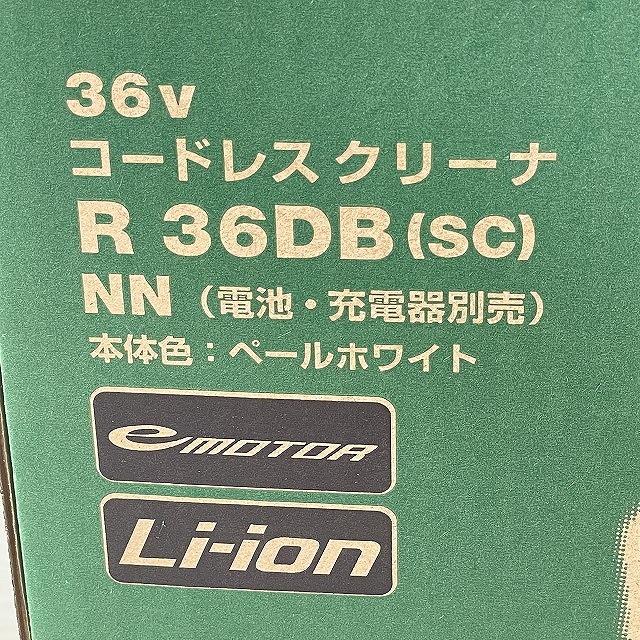 36v
コードレスクリーナ
R 36DB(SC)
NN（電池・充電器別売）
本体色：ペールホワイト
e MOTOR
Li-ion